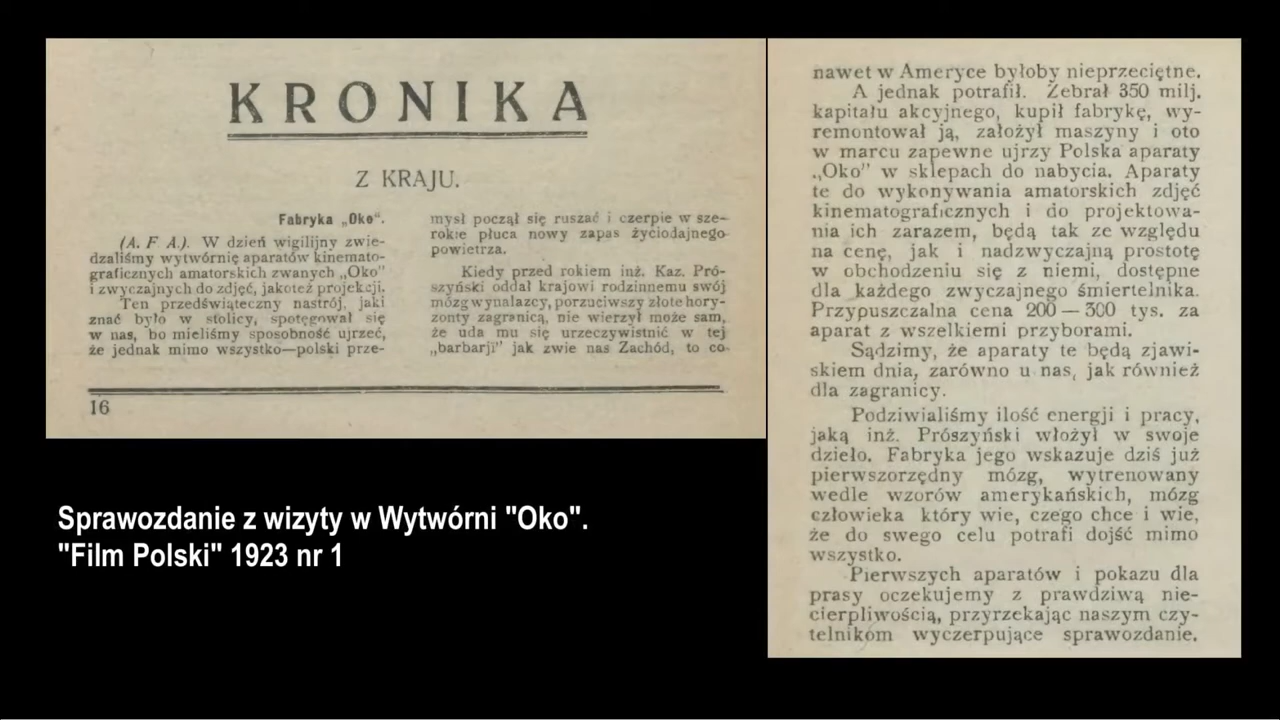 KRONIKA
Z KRAJU.
Fabryka „Oko“.
(A. F A.). W dzień wigilijny zwie-
dzaliśmy wytwórnię aparatów kinemato-
graficznych amatorskich zwanych „Oko“
i zwyczajnych do zdjęć, jakoteż projekcji.
Ten przedświąteczny nastrój, jaki
znać było w stolicy, spotęgował się
w nas, bo mieliśmy sposobność ujrzeć,
że jednak mimo wszystko—polski prze-
mysł począł się ruszać i czerpie w sze-
rokie płuca nowy zapas życiodajnego
powietrza.
Kiedy przed rokiem inż. Kaz. Pró-
szyński oddał krajowi rodzinnemu swój
mózg wynalazcy, porzuciwszy złote hory-
zonty zagranicą, nie wierzył może sam,
że uda mu się urzeczywistnić w tej
„barbarji” jak zwie nas Zachód, to co-
16
nawet w Ameryce byłoby nieprzeciętne.
A jednak potrafił. Zebrał 350 milj.
kapitału akcyjnego, kupił fabrykę, wy-
remontował ją, założył maszyny i oto
w marcu zapewne ujrzy Polska aparaty
„Oko” w sklepach do nabycia. Aparaty
te do wykonywania amatorskich zdjęć
kinematograficznych i do projektowa-
nia ich zarazem, będą tak ze względu
na cenę, jak i nadzwyczajną prostotę
w obchodzeniu się z niemi, dostępne
dla każdego zwyczajnego śmiertelnika.
Przypuszczalna cena 200 — 300 tys. za
aparat z wszelkiemi przyborami.
Sądzimy, że aparaty te będą zjawi-
skiem dnia, zarówno u nas, jak również
dla zagranicy.
Podziwialiśmy ilość energji i pracy,
jaką inż. Prószyński włożył w swoje
dzieło. Fabryka jego wskazuje dziś już
pierwszorzędny mózg, wytrenowany
wedle wzorów amerykańskich, mózg
człowieka który wie, czego chce i wie,
że do swego celu potrafi dojść mimo
wszystko.
Pierwszych aparatów i pokazu dla
prasy oczekujemy z prawdziwą nie-
cierpliwością, przyrzekając naszym czy-
telnikom wyczerpujące sprawozdanie.
Sprawozdanie z wizyty w Wytwórni "Oko".
"Film Polski" 1923 nr 1